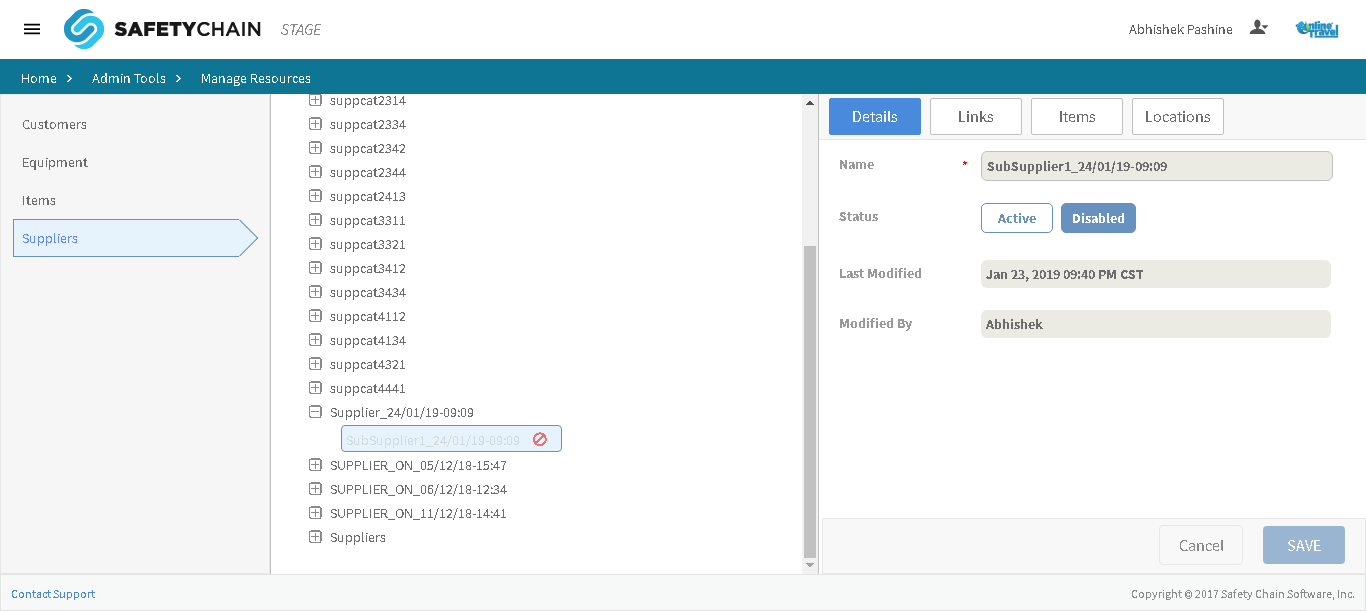 SAFETYCHAIN STAGE
Abhishek Pashine
Online Travel
Home > Admin Tools > Manage Resources
Customers
Equipment
Items
Suppliers
suppcat2314
suppcat2334
suppcat2342
suppcat2344
suppcat2413
suppcat3311
suppcat3321
suppcat3412
suppcat3434
suppcat4112
suppcat4134
suppcat4321
suppcat4441
Supplier_24/01/19-09:09
SubSupplier1_24/01/19-09:09
SUPPLIER_ON_05/12/18-15:47
SUPPLIER_ON_06/12/18-12:34
SUPPLIER_ON_11/12/18-14:41
Suppliers
Details Links Items Locations
Name * SubSupplier1_24/01/19-09:09
Status Active Disabled
Last Modified Jan 23, 2019 09:40 PM CST
Modified By Abhishek
Cancel SAVE
Contact Support
Copyright © 2017 Safety Chain Software, Inc.